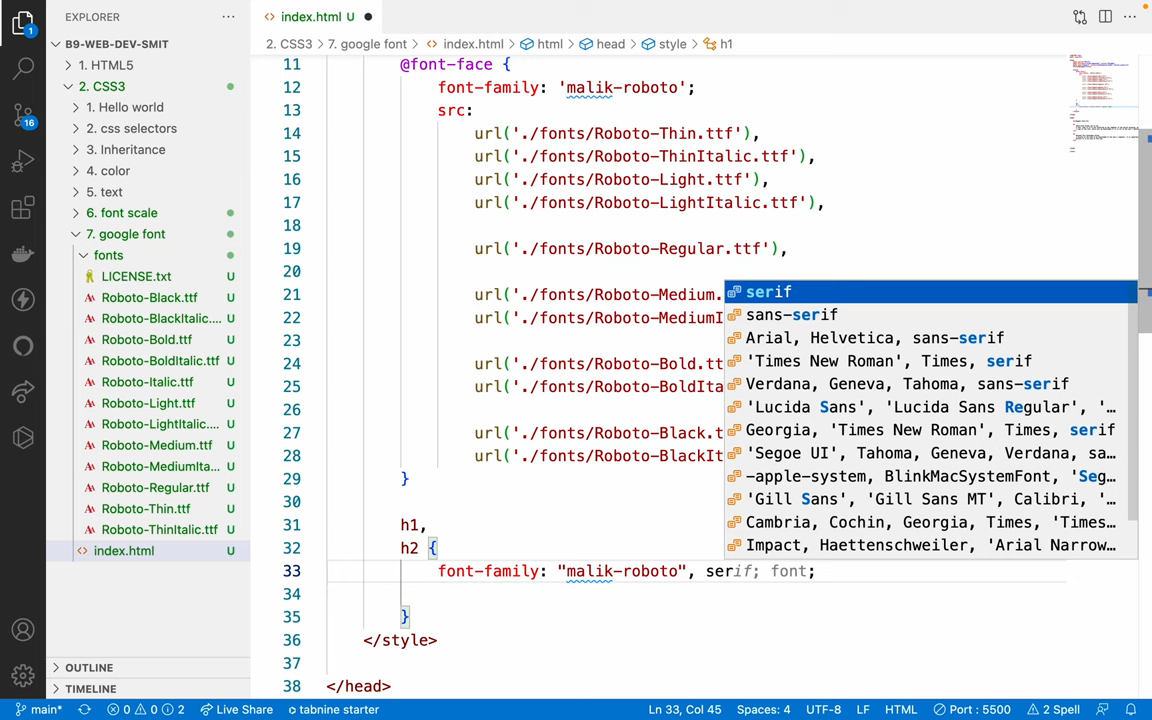 EXPLORER
index.html U
B9-WEB-DEV-SMIT
2. CSS3 > 7. google font > index.html > html > head > style > h1
1. HTML5
2. CSS3
1. Hello world
2. css selectors
3. Inheritance
4. color
5. text
6. font scale
7. google font
fonts
LICENSE.txt U
Roboto-Black.ttf U
Roboto-BlackItalic.... U
Roboto-Bold.ttf U
Roboto-BoldItalic.ttf U
Roboto-Italic.ttf U
Roboto-Light.ttf U
Roboto-LightItalic.... U
Roboto-Medium.ttf U
Roboto-MediumIta... U
Roboto-Regular.ttf U
Roboto-Thin.ttf U
Roboto-ThinItalic.ttf U
index.html U
OUTLINE
TIMELINE
1
16
11 @font-face {
12 font-family: 'malik-roboto';
13 src:
14 url('./fonts/Roboto-Thin.ttf'),
15 url('./fonts/Roboto-ThinItalic.ttf'),
16 url('./fonts/Roboto-Light.ttf'),
17 url('./fonts/Roboto-LightItalic.ttf'),
18
19 url('./fonts/Roboto-Regular.ttf'),
20
21 url('./fonts/Roboto-Medium.
22 url('./fonts/Roboto-MediumI
23
24 url('./fonts/Roboto-Bold.tt
25 url('./fonts/Roboto-BoldIta
26
27 url('./fonts/Roboto-Black.t
28 url('./fonts/Roboto-BlackIt
29 }
30
31 h1,
32 h2 {
33 font-family: "malik-roboto", serif; font;
34
35 }
36 </style>
37
38 </head>
serif
sans-serif
Arial, Helvetica, sans-serif
'Times New Roman', Times, serif
Verdana, Geneva, Tahoma, sans-serif
'Lucida Sans', 'Lucida Sans Regular', '...
Georgia, 'Times New Roman', Times, serif
'Segoe UI', Tahoma, Geneva, Verdana, sa...
-apple-system, BlinkMacSystemFont, 'Seg...
'Gill Sans', 'Gill Sans MT', Calibri, '...
Cambria, Cochin, Georgia, Times, 'Times...
Impact, Haettenschweiler, 'Arial Narrow...
main* 0 0 2 Live Share tabnine starter Ln 33, Col 45 Spaces: 4 UTF-8 LF HTML Port : 5500 2 Spell